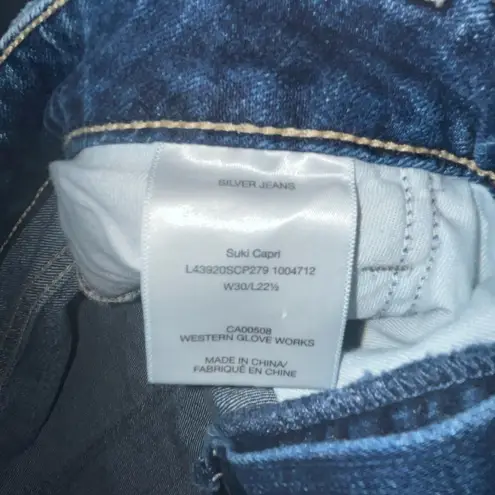 SILVER JEANS
Suki Capri
L43920SCP279 1004712
W30/L22½
CA00508
WESTERN GLOVE WORKS
MADE IN CHINA/
FABRIQUÉ EN CHINE